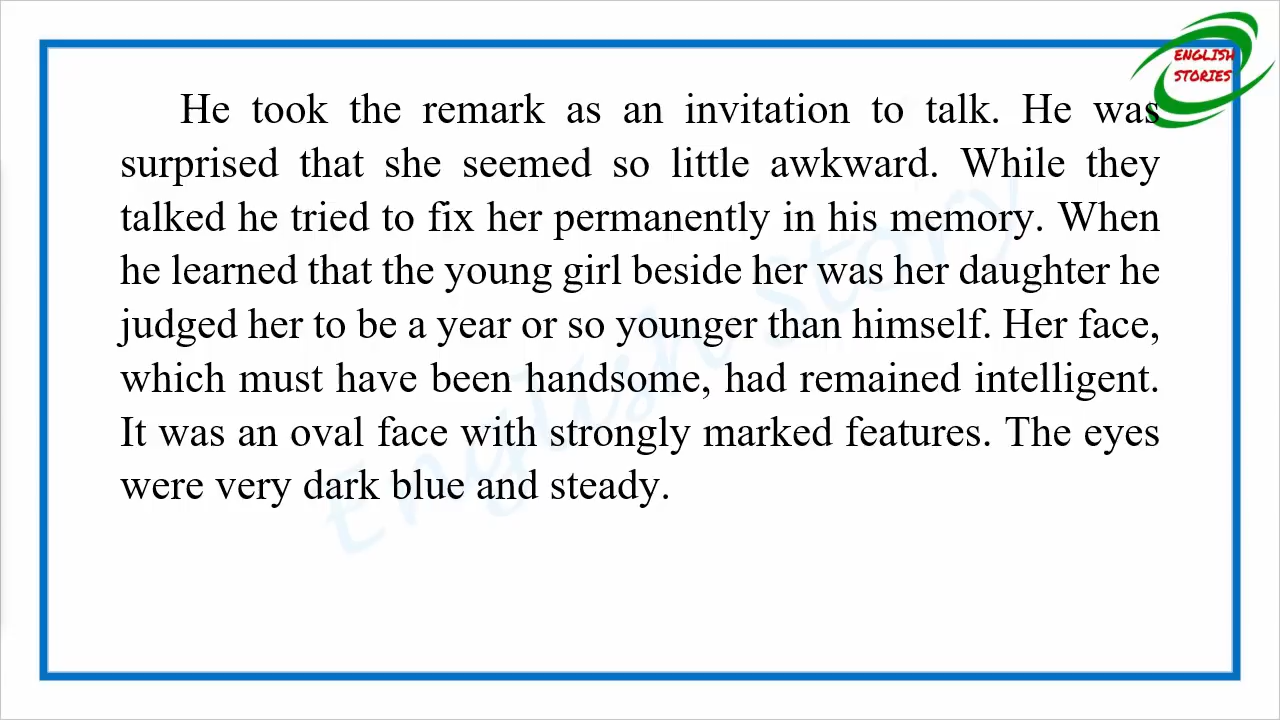 ENGLISH
STORIES
He took the remark as an invitation to talk. He was
surprised that she seemed so little awkward. While they
talked he tried to fix her permanently in his memory. When
he learned that the young girl beside her was her daughter he
judged her to be a year or so younger than himself. Her face,
which must have been handsome, had remained intelligent.
It was an oval face with strongly marked features. The eyes
were very dark blue and steady.
English Story